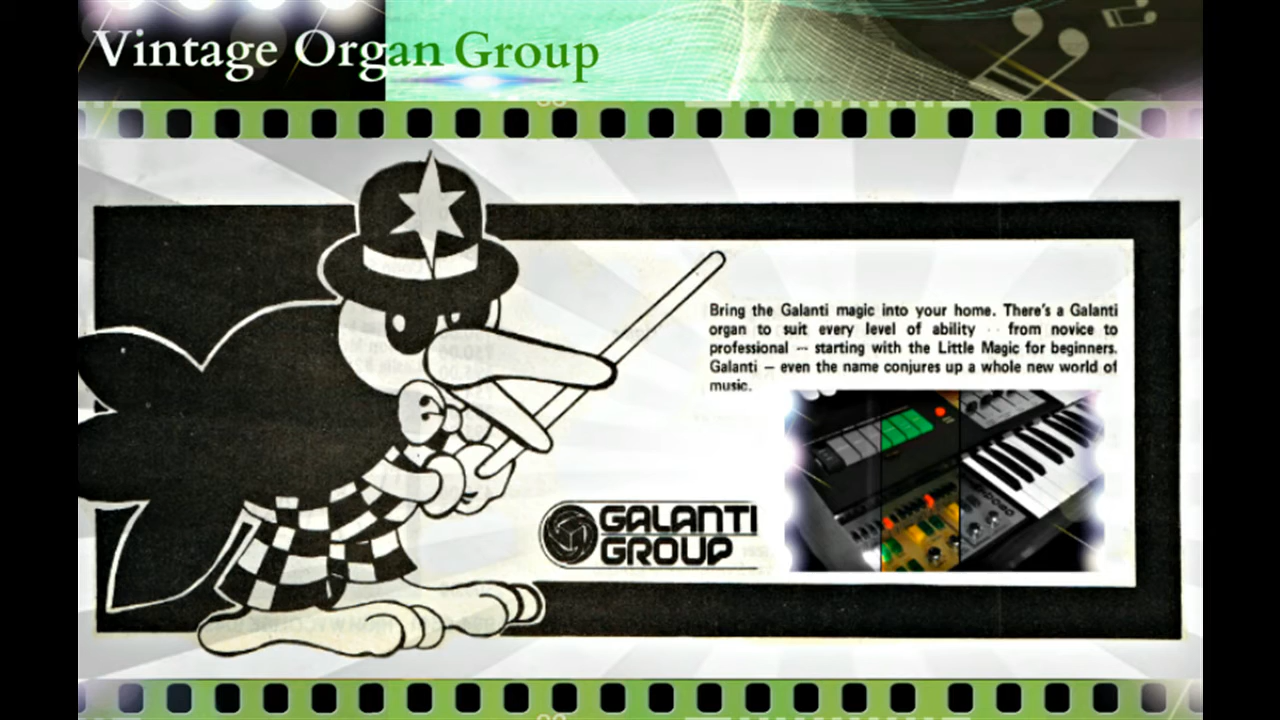 Vintage Organ Group
Bring the Galanti magic into your home. There's a Galanti
organ to suit every level of ability -- from novice to
professional -- starting with the Little Magic for beginners.
Galanti — even the name conjures up a whole new world of
music.
GALANTI
GROUP